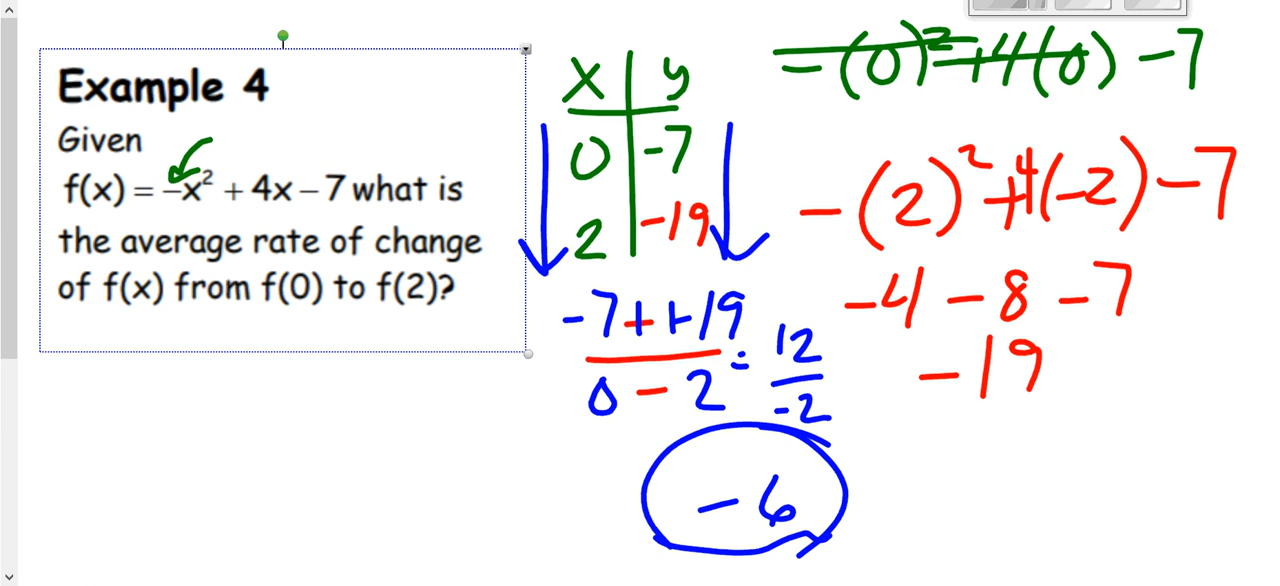 Example 4
Given
f(x) = –x² + 4x – 7 what is
the average rate of change
of f(x) from f(0) to f(2)?
x | y
0 | -7
2 | -19
-7 + + 19 / 0 - 2 = 12 / -2
-6
-(0)² + 4(0) - 7
-(2)² + 4(-2) - 7
-4 - 8 - 7
-19